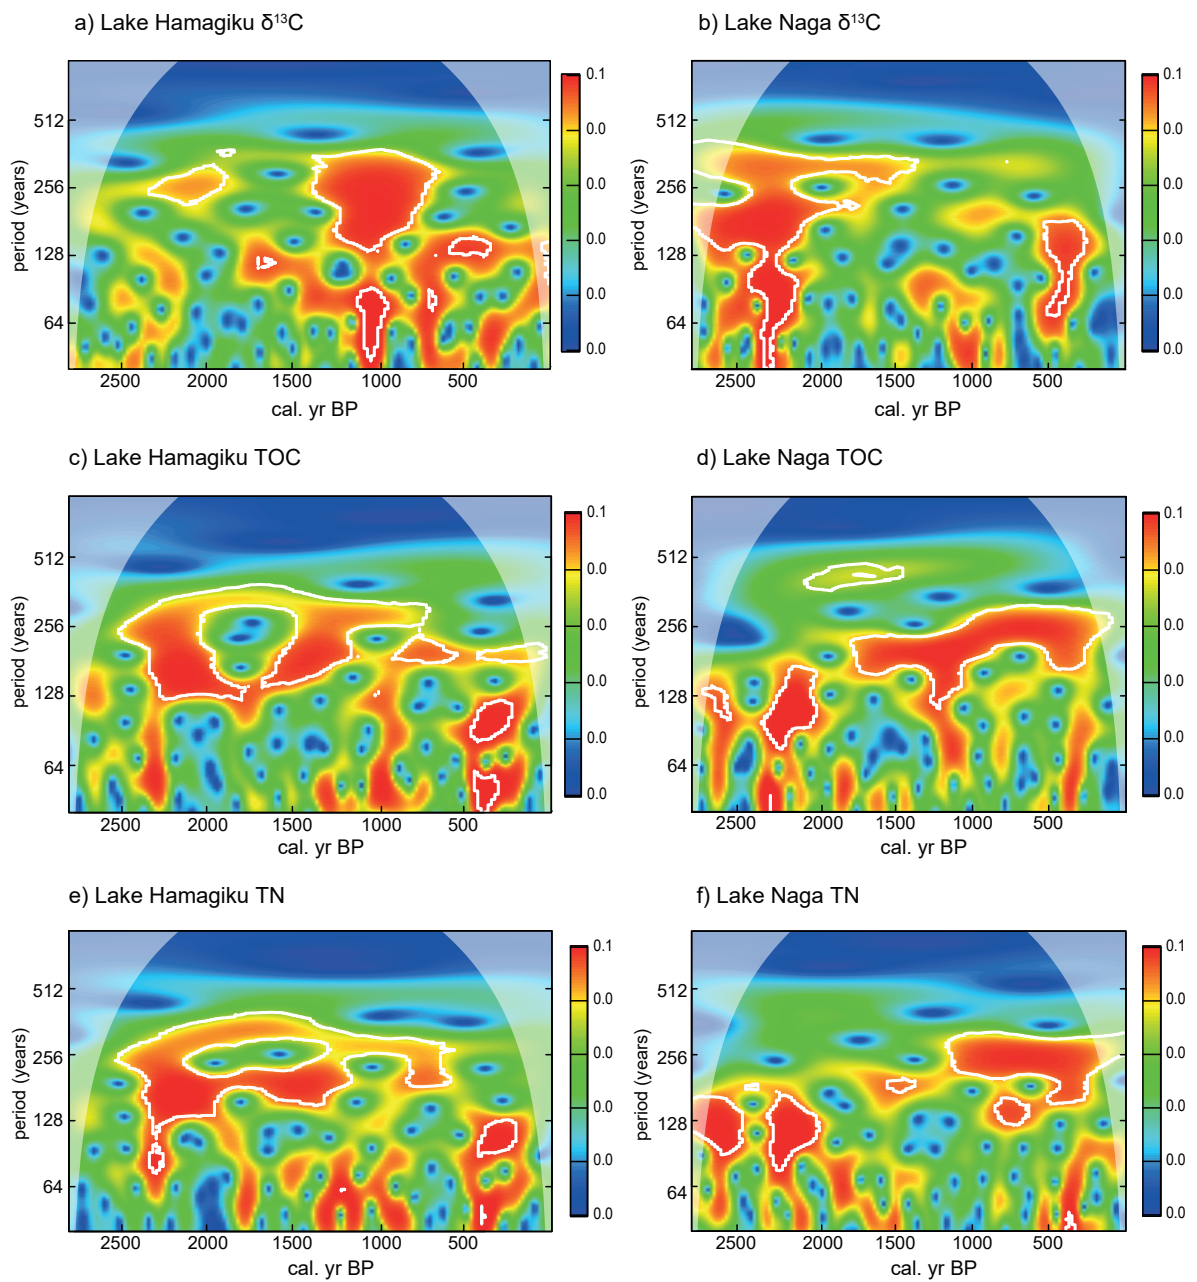 a) Lake Hamagiku δ¹³C
b) Lake Naga δ¹³C
period (years)
512
256
128
64
2500 2000 1500 1000 500
cal. yr BP
0.1
0.0
0.0
0.0
0.0
0.0
period (years)
512
256
128
64
2500 2000 1500 1000 500
cal. yr BP
0.1
0.0
0.0
0.0
0.0
0.0
c) Lake Hamagiku TOC
d) Lake Naga TOC
period (years)
512
256
128
64
2500 2000 1500 1000 500
cal. yr BP
0.1
0.0
0.0
0.0
0.0
0.0
period (years)
512
256
128
64
2500 2000 1500 1000 500
cal. yr BP
0.1
0.0
0.0
0.0
0.0
0.0
e) Lake Hamagiku TN
f) Lake Naga TN
period (years)
512
256
128
64
2500 2000 1500 1000 500
cal. yr BP
0.1
0.0
0.0
0.0
0.0
0.0
period (years)
512
256
128
64
2500 2000 1500 1000 500
cal. yr BP
0.1
0.0
0.0
0.0
0.0
0.0